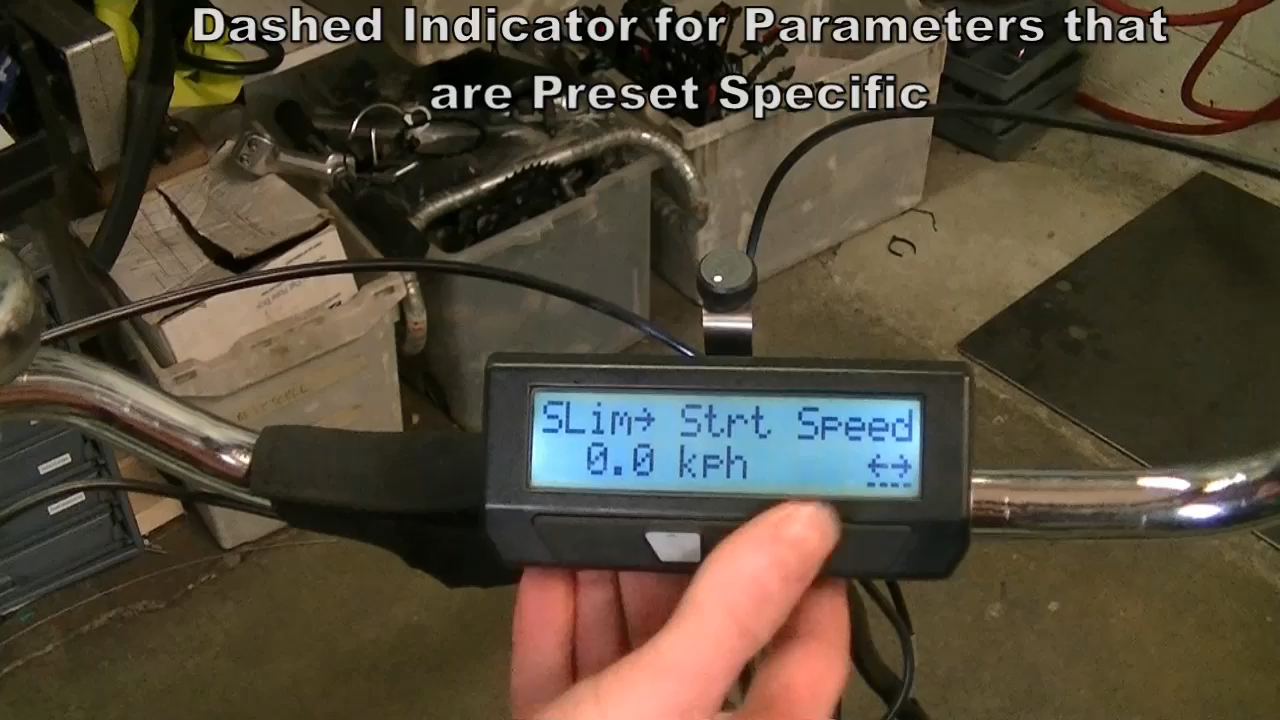 Dashed Indicator for Parameters that
are Preset Specific
SLim→ Strt Speed
0.0 kph ←→